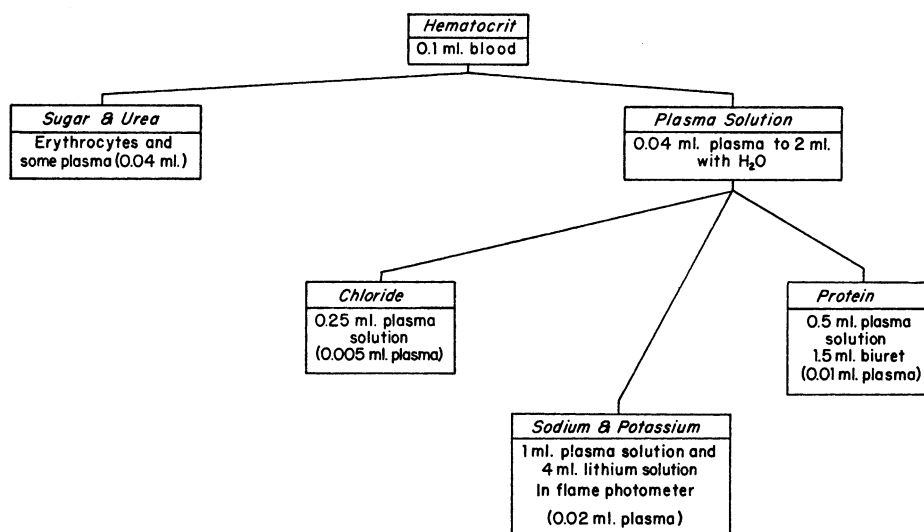 Hematocrit
0.1 ml. blood
Sugar & Urea
Erythrocytes and
some plasma (0.04 ml.)
Plasma Solution
0.04 ml. plasma to 2 ml.
with H₂O
Chloride
0.25 ml. plasma
solution
(0.005 ml. plasma)
Sodium & Potassium
1 ml. plasma solution and
4 ml. lithium solution
In flame photometer
(0.02 ml. plasma)
Protein
0.5 ml. plasma
solution
1.5 ml. biuret
(0.01 ml. plasma)